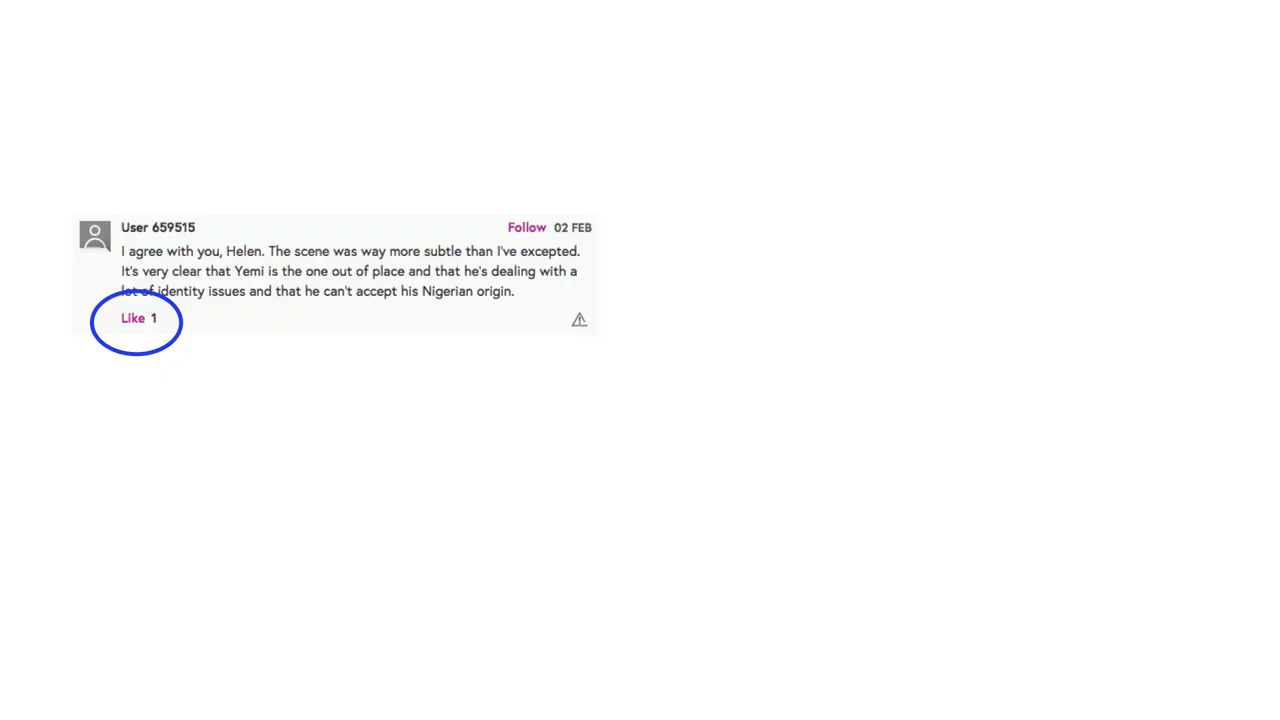 User 659515 Follow 02 FEB
I agree with you, Helen. The scene was way more subtle than I've excepted.
It's very clear that Yemi is the one out of place and that he's dealing with a
lot of identity issues and that he can't accept his Nigerian origin.
Like 1